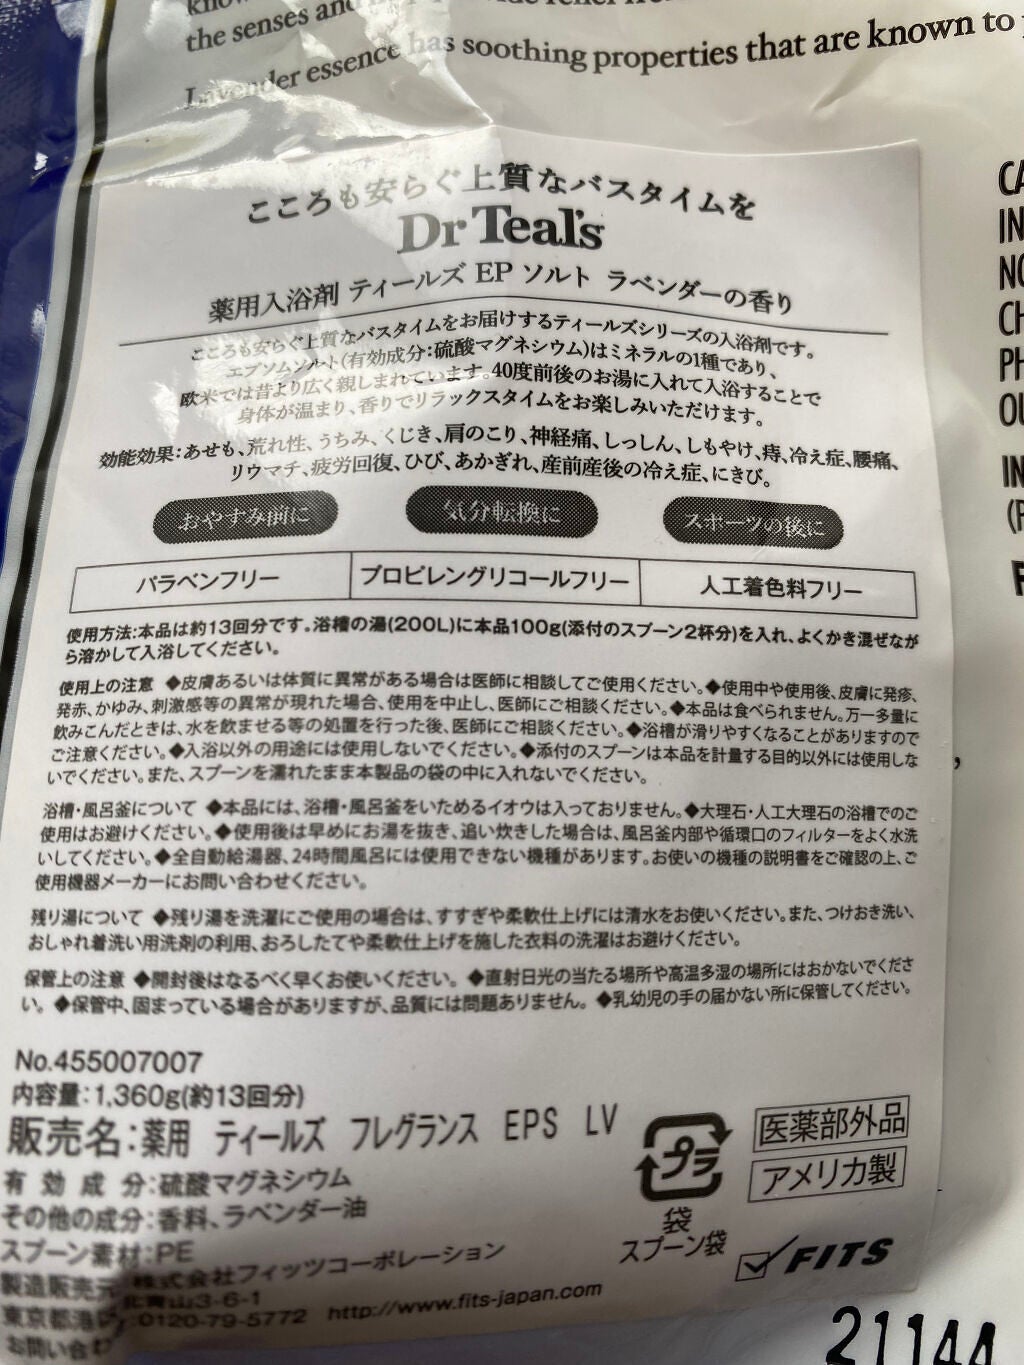 the senses and
Lavender essence has soothing properties that are known to
こころも安らぐ上質なバスタイムを
Dr Teal's
薬用入浴剤 ティールズ EP ソルト ラベンダーの香り
こころも安らぐ上質なバスタイムをお届けするティールズシリーズの入浴剤です。
エプソムソルト(有効成分:硫酸マグネシウム)はミネラルの1種であり、
欧米では昔より広く親しまれています。40度前後のお湯に入れて入浴することで
身体が温まり、香りでリラックスタイムをお楽しみいただけます。
効能効果:あせも、荒れ性、うちみ、くじき、肩のこり、神経痛、しっしん、しもやけ、痔、冷え症、腰痛、
リウマチ、疲労回復、ひび、あかぎれ、産前産後の冷え症、にきび。
おやすみ前に 気分転換に スポーツの後に
パラベンフリー プロピレングリコールフリー 人工着色料フリー
使用方法:本品は約13回分です。浴槽の湯(200L)に本品100g(添付のスプーン2杯分)を入れ、よくかき混ぜなが
ら溶かして入浴してください。
使用上の注意 ◆皮膚あるいは体質に異常がある場合は医師に相談してご使用ください。◆使用中や使用後、皮膚に発疹、
発赤、かゆみ、刺激感等の異常が現れた場合、使用を中止し、医師にご相談ください。◆本品は食べられません。万一多量に
飲みこんだときは、水を飲ませる等の処置を行った後、医師にご相談ください。◆浴槽が滑りやすくなることがありますので
ご注意ください。◆入浴以外の用途には使用しないでください。◆添付のスプーンは本品を計量する目的以外には使用しな
いでください。また、スプーンを濡れたまま本製品の袋の中に入れないでください。
浴槽・風呂釜について ◆本品には、浴槽・風呂釜をいためるイオウは入っておりません。◆大理石・人工大理石の浴槽でのご
使用はお避けください。◆使用後は早めにお湯を抜き、追い炊きした場合は、風呂釜内部や循環口のフィルターをよく水洗
いしてください。◆全自動給湯器、24時間風呂には使用できない機種があります。お使いの機種の説明書をご確認の上、ご
使用機器メーカーにお問い合わせください。
残り湯について ◆残り湯を洗濯にご使用の場合は、すすぎや柔軟仕上げには清水をお使いください。また、つけおき洗い、
おしゃれ着洗い用洗剤の利用、おろしたてや柔軟仕上げを施した衣料の洗濯はお避けください。
保管上の注意 ◆開封後はなるべく早くお使いください。◆直射日光の当たる場所や高温多湿の場所にはおかないでくださ
い。◆保管中、固まっている場合がありますが、品質には問題ありません。◆乳幼児の手の届かない所に保管してください。
No.455007007
内容量:1,360g(約13回分)
販売名:薬用 ティールズ フレグランス EPS LV
有効成分:硫酸マグネシウム
その他の成分:香料、ラベンダー油
スプーン素材:PE
製造販売元 株式会社フィッツコーポレーション
東京都港区 北青山3-6-1
お問い合わ :0120-79-5772 http://www.fits-japan.com
プラ
袋
スプーン袋
医薬部外品
アメリカ製
FITS
21144
CA
IN
NO
CH
PH
OU
IN
(P